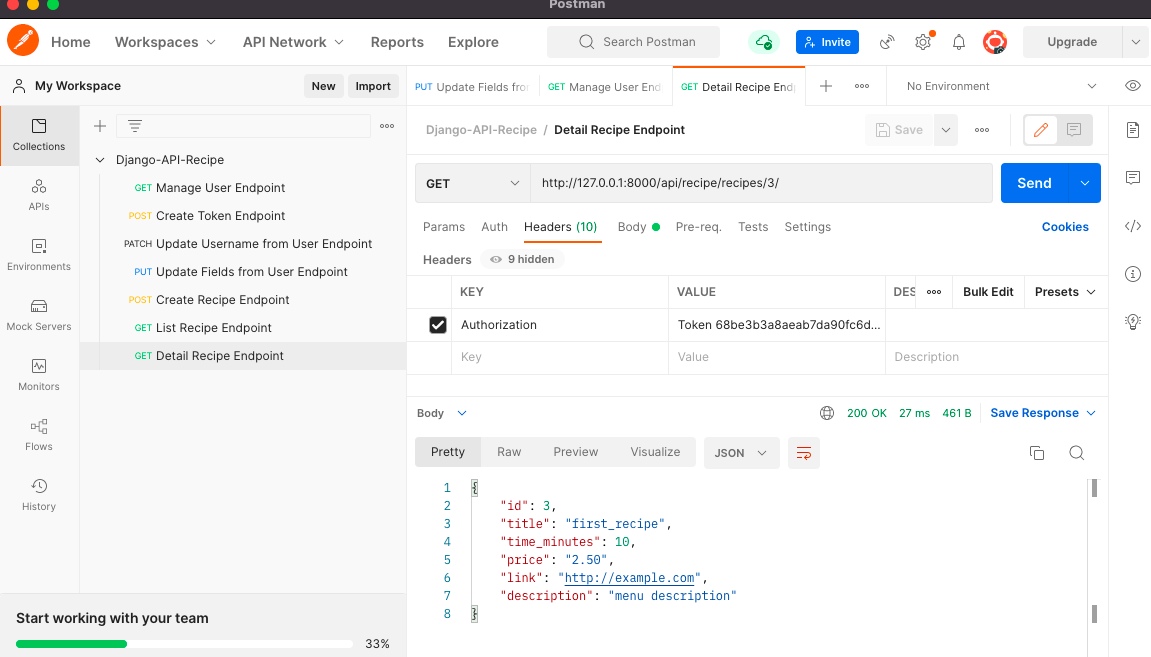 Postman
Home Workspaces API Network Reports Explore Search Postman Invite Upgrade
My Workspace New Import
PUT Update Fields from GET Manage User End GET Detail Recipe End No Environment
Collections
APIs
Environments
Mock Servers
Monitors
Flows
History
Django-API-Recipe
GET Manage User Endpoint
POST Create Token Endpoint
PATCH Update Username from User Endpoint
PUT Update Fields from User Endpoint
POST Create Recipe Endpoint
GET List Recipe Endpoint
GET Detail Recipe Endpoint
Start working with your team
33%
Django-API-Recipe / Detail Recipe Endpoint Save
GET http://127.0.0.1:8000/api/recipe/recipes/3/ Send
Params Auth Headers (10) Body Pre-req. Tests Settings Cookies
Headers 9 hidden
KEY VALUE DES Bulk Edit Presets
Authorization Token 68be3b3a8aeab7da90fc6d...
Key Value Description
Body 200 OK 27 ms 461 B Save Response
Pretty Raw Preview Visualize JSON
1 {
2 "id": 3,
3 "title": "first_recipe",
4 "time_minutes": 10,
5 "price": "2.50",
6 "link": "http://example.com",
7 "description": "menu description"
8 }